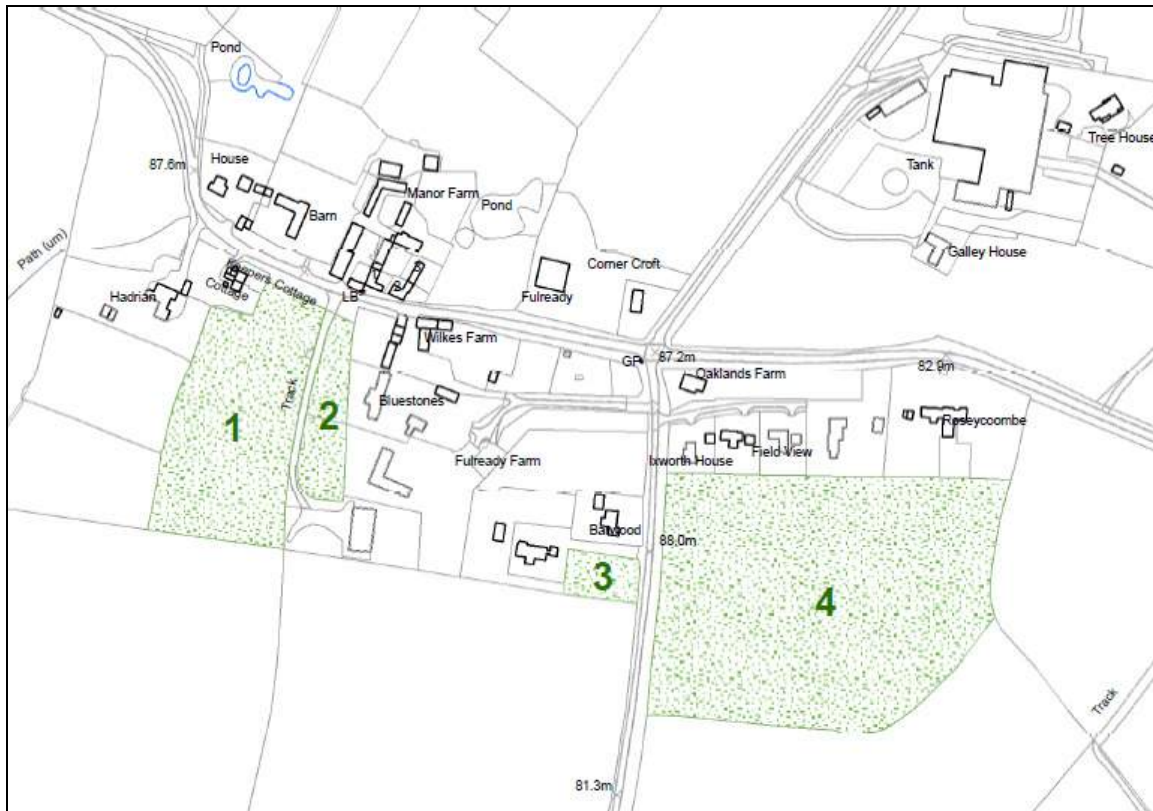 Pond
House
87.6m
Manor Farm
Barn
Pond
Tree House
Tank
Path (um)
Galley House
Corner Croft
Keepers Cottage
Cottage
Hadrian
LB
Fulready
Wilkes Farm
GP
87.2m
82.9m
Oaklands Farm
Track
Bluestones
1
2
Roseycoombe
Fulready Farm
Ixworth House
Field View
88.0m
3
4
Track
81.3m